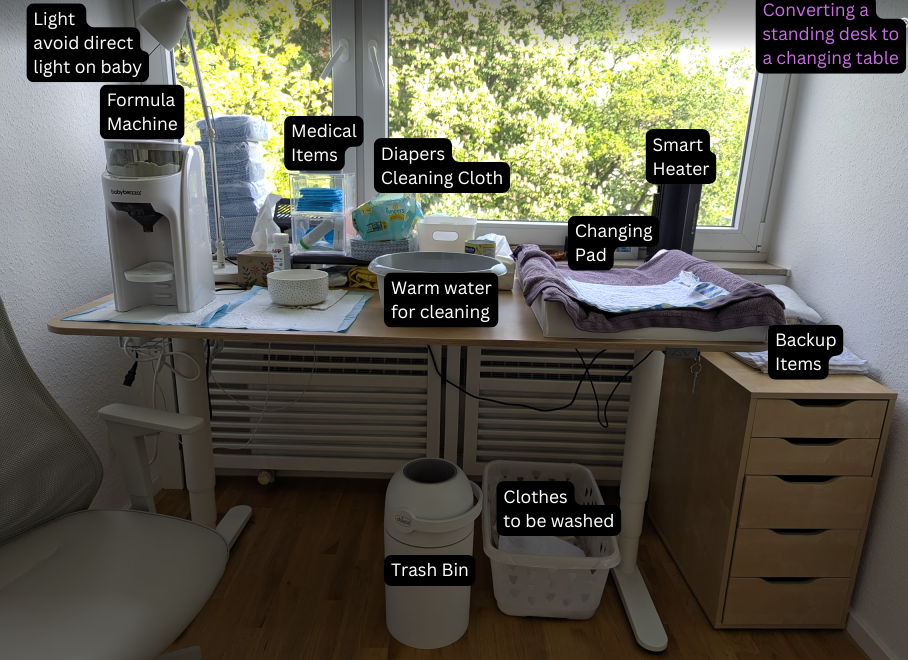 Light
avoid direct
light on baby
Converting a
standing desk to
a changing table
Formula
Machine
Medical
Items
Diapers
Cleaning Cloth
Smart
Heater
babybrezza
Pampers
Changing
Pad
Warm water
for cleaning
Backup
Items
Clothes
to be washed
Trash Bin